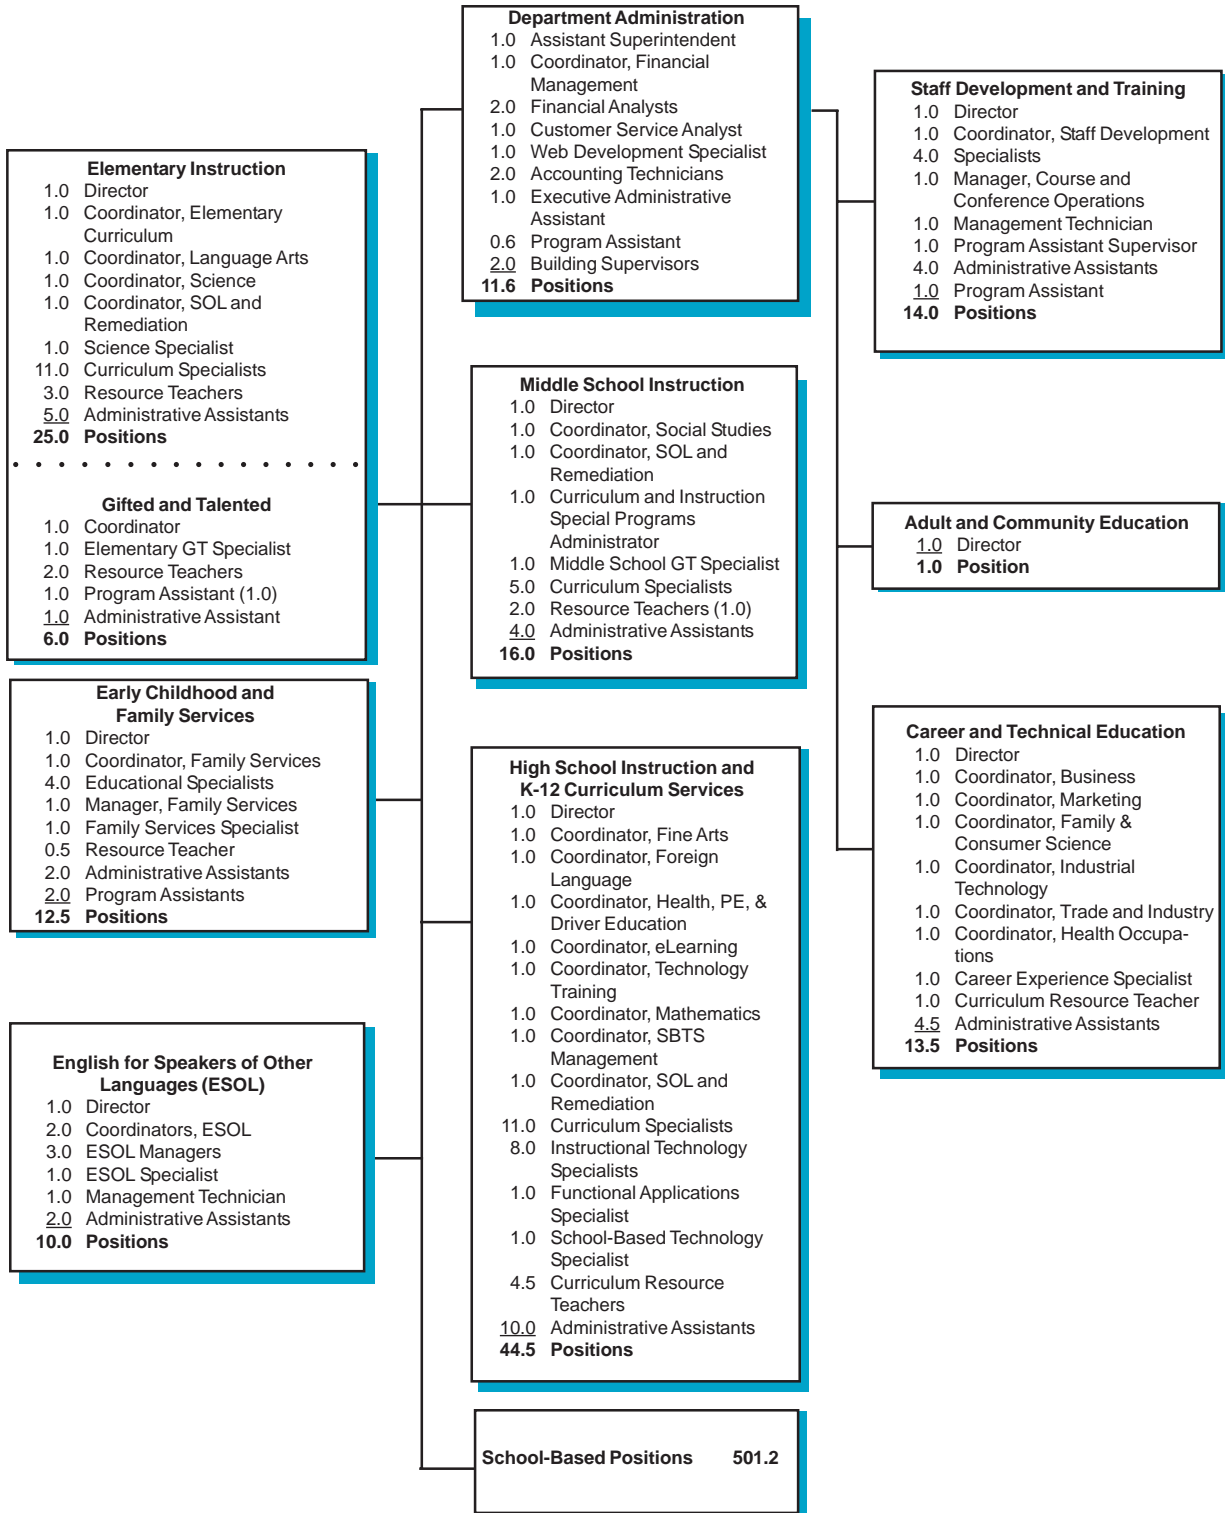 Department Administration
1.0 Assistant Superintendent
1.0 Coordinator, Financial
Management
2.0 Financial Analysts
1.0 Customer Service Analyst
1.0 Web Development Specialist
2.0 Accounting Technicians
1.0 Executive Administrative
Assistant
0.6 Program Assistant
2.0 Building Supervisors
11.6 Positions
Elementary Instruction
1.0 Director
1.0 Coordinator, Elementary
Curriculum
1.0 Coordinator, Language Arts
1.0 Coordinator, Science
1.0 Coordinator, SOL and
Remediation
1.0 Science Specialist
11.0 Curriculum Specialists
3.0 Resource Teachers
5.0 Administrative Assistants
25.0 Positions
Gifted and Talented
1.0 Coordinator
1.0 Elementary GT Specialist
2.0 Resource Teachers
1.0 Program Assistant (1.0)
1.0 Administrative Assistant
6.0 Positions
Early Childhood and
Family Services
1.0 Director
1.0 Coordinator, Family Services
4.0 Educational Specialists
1.0 Manager, Family Services
1.0 Family Services Specialist
0.5 Resource Teacher
2.0 Administrative Assistants
2.0 Program Assistants
12.5 Positions
English for Speakers of Other
Languages (ESOL)
1.0 Director
2.0 Coordinators, ESOL
3.0 ESOL Managers
1.0 ESOL Specialist
1.0 Management Technician
2.0 Administrative Assistants
10.0 Positions
Middle School Instruction
1.0 Director
1.0 Coordinator, Social Studies
1.0 Coordinator, SOL and
Remediation
1.0 Curriculum and Instruction
Special Programs
Administrator
1.0 Middle School GT Specialist
5.0 Curriculum Specialists
2.0 Resource Teachers (1.0)
4.0 Administrative Assistants
16.0 Positions
High School Instruction and
K-12 Curriculum Services
1.0 Director
1.0 Coordinator, Fine Arts
1.0 Coordinator, Foreign
Language
1.0 Coordinator, Health, PE, &
Driver Education
1.0 Coordinator, eLearning
1.0 Coordinator, Technology
Training
1.0 Coordinator, Mathematics
1.0 Coordinator, SBTS
Management
1.0 Coordinator, SOL and
Remediation
11.0 Curriculum Specialists
8.0 Instructional Technology
Specialists
1.0 Functional Applications
Specialist
1.0 School-Based Technology
Specialist
4.5 Curriculum Resource
Teachers
10.0 Administrative Assistants
44.5 Positions
School-Based Positions 501.2
Staff Development and Training
1.0 Director
1.0 Coordinator, Staff Development
4.0 Specialists
1.0 Manager, Course and
Conference Operations
1.0 Management Technician
1.0 Program Assistant Supervisor
4.0 Administrative Assistants
1.0 Program Assistant
14.0 Positions
Adult and Community Education
1.0 Director
1.0 Position
Career and Technical Education
1.0 Director
1.0 Coordinator, Business
1.0 Coordinator, Marketing
1.0 Coordinator, Family &
Consumer Science
1.0 Coordinator, Industrial
Technology
1.0 Coordinator, Trade and Industry
1.0 Coordinator, Health Occupa-
tions
1.0 Career Experience Specialist
1.0 Curriculum Resource Teacher
4.5 Administrative Assistants
13.5 Positions